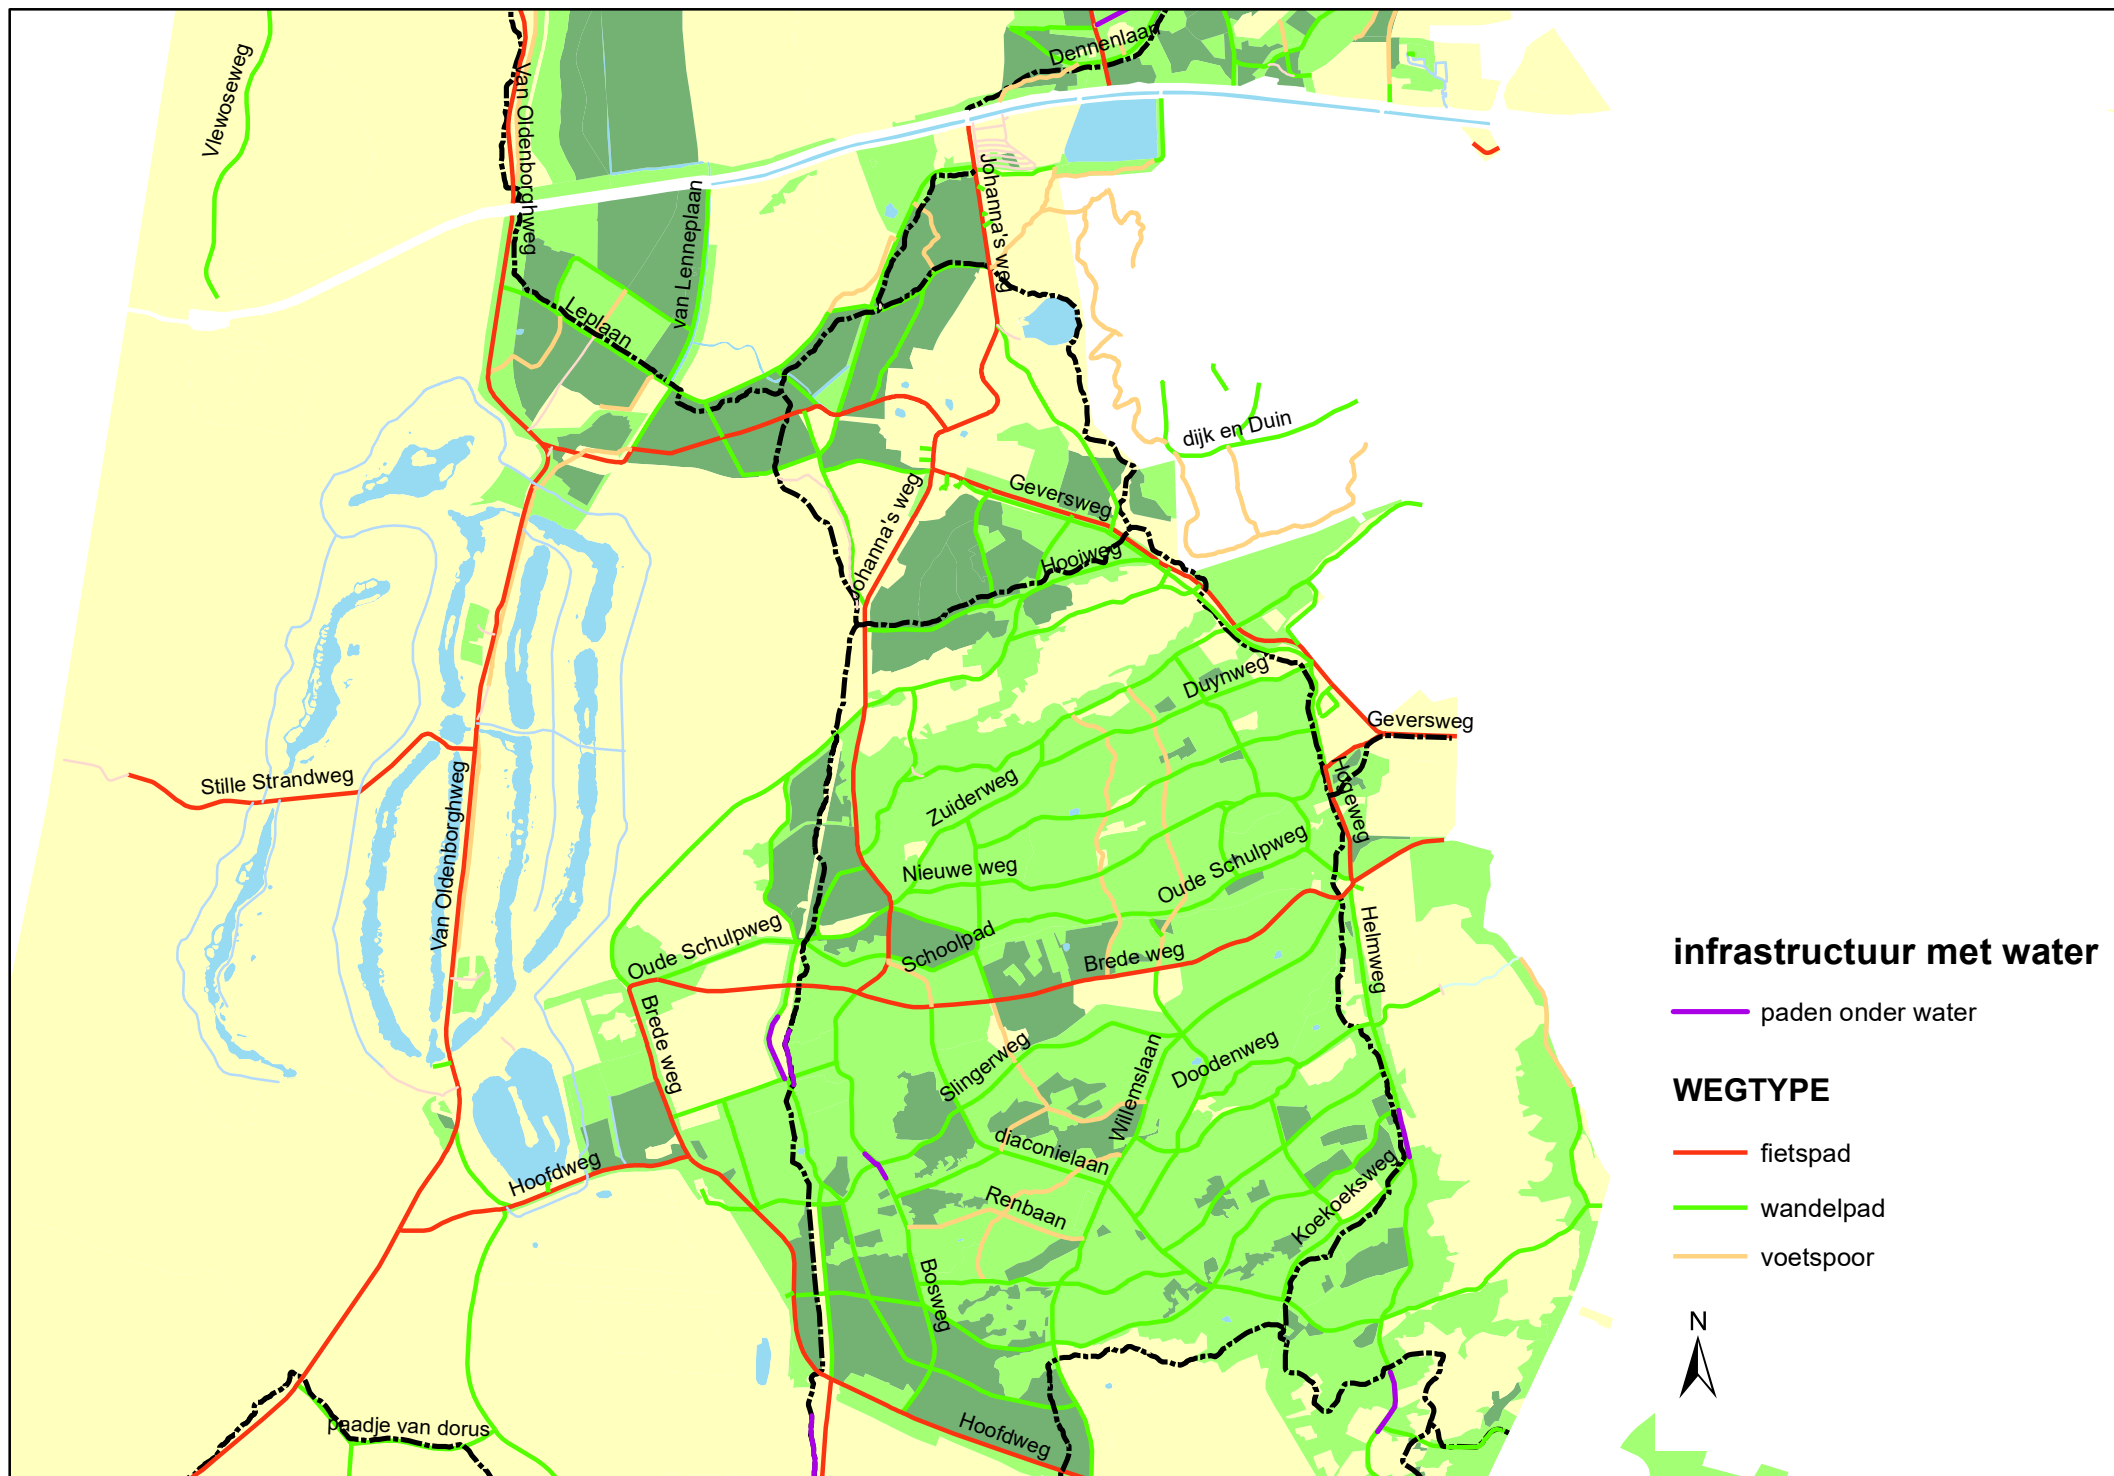 Dennenlaan
Vlewoseweg
Van Oldenborghweg
van Lenneplaan
Johanna's weg
Leplaan
dijk en Duin
Geversweg
Johanna's weg
Hooiweg
Duynweg
Geversweg
Stille Strandweg
Van Oldenborghweg
Zuiderweg
Hogeweg
Nieuwe weg
Oude Schulpweg
Oude Schulpweg
Schoolpad
Brede weg
Helmweg
infrastructuur met water
paden onder water
Brede weg
Slingerweg
Willemslaan
Doodenweg
WEGTYPE
fietspad
diaconielaan
Hoofdweg
Renbaan
Koekoeksweg
wandelpad
voetspoor
Bosweg
N
paadje van dorus
Hoofdweg